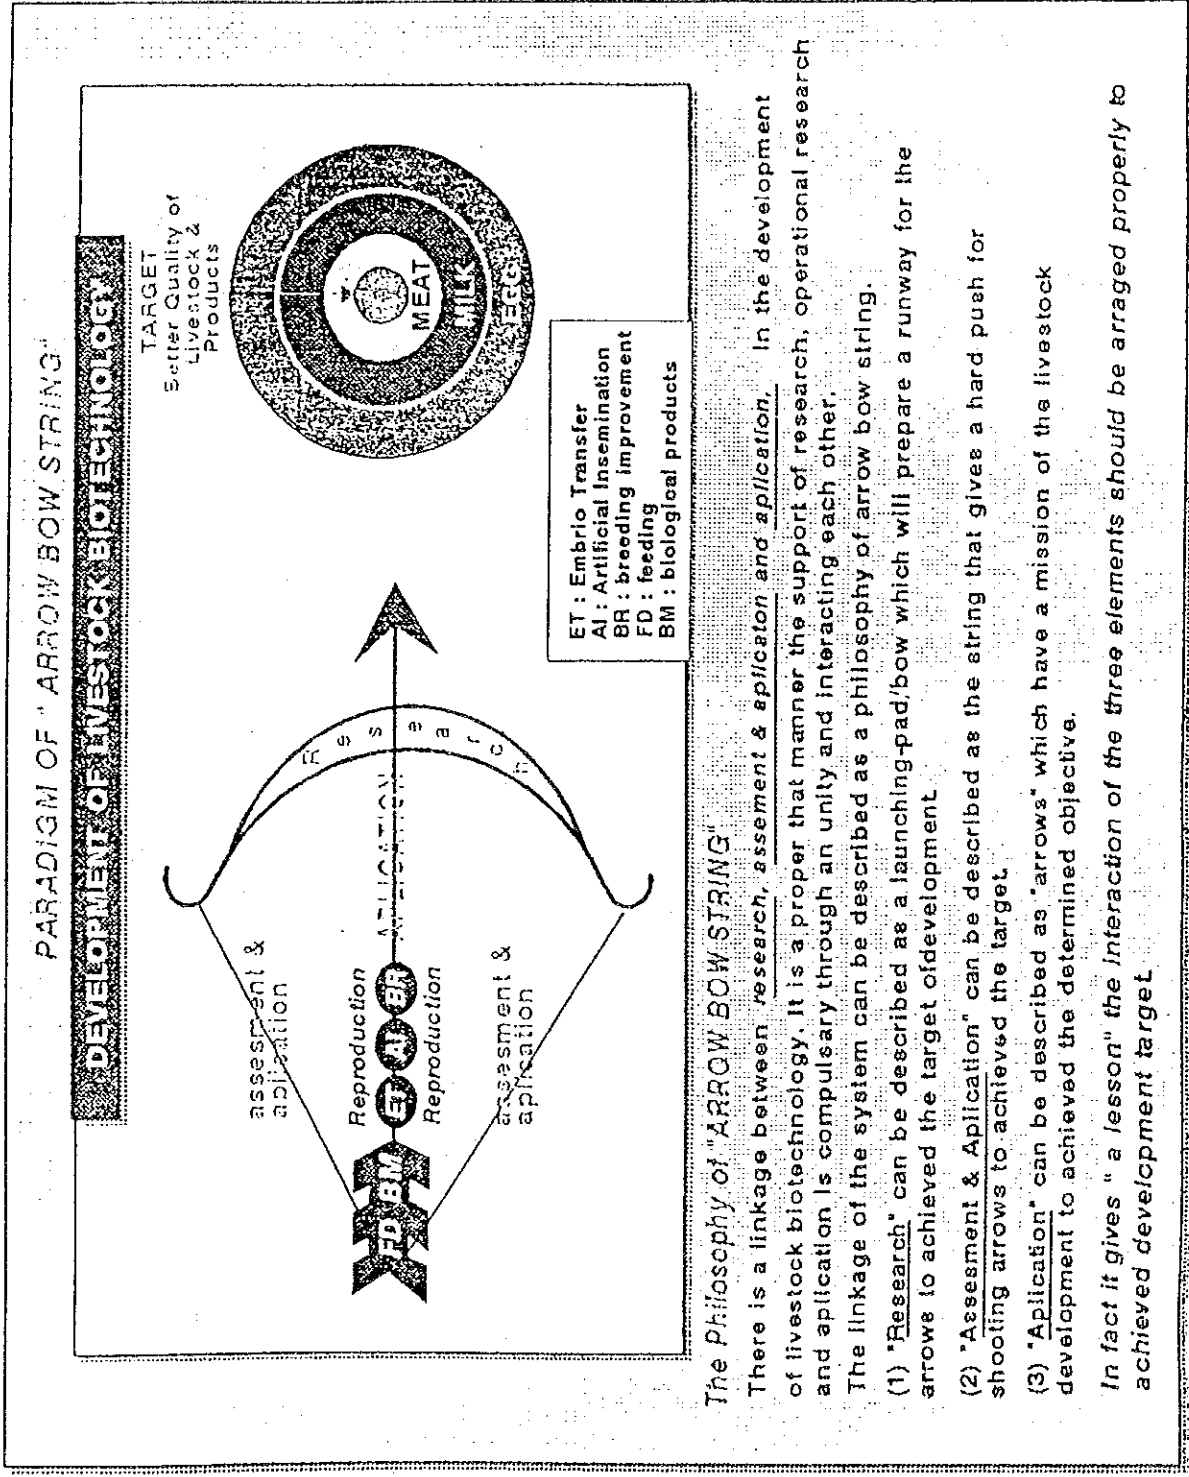 PARADIGM OF " ARROW BOW STRING"
DEVELOPMENT OF LIVESTOCK BIOTECHNOLOGY
TARGET
Better Quality of
Livestock &
Products
MEAT
MILK
EGG
assesment &
aplication
Reproduction
FD BM ET AI BR
APLICATION
Research
Reproduction
assesment &
aplication
ET : Embrio Transfer
AI : Artificial Insemination
BR : breeding improvement
FD : feeding
BM : biological products
The Philosophy of "ARROW BOW STRING"
There is a linkage between research, assement & aplicaton and aplication. In the development
of livestock biotechnology. It is a proper that manner the support of research, operational research
and aplication is compulsary through an unity and interacting each other.
The linkage of the system can be described as a philosophy of arrow bow string.
(1) "Research" can be described as a launching-pad/bow which will prepare a runway for the
arrows to achieved the target ofdevelopment.
(2) "Assesment & Aplication" can be described as the string that gives a hard push for
shooting arrows to achieved the target.
(3) "Aplication" can be described as "arrows" which have a mission of the livestock
development to achieved the determined objective.
In fact it gives " a lesson" the interaction of the three elements should be arraged properly to
achieved development target.